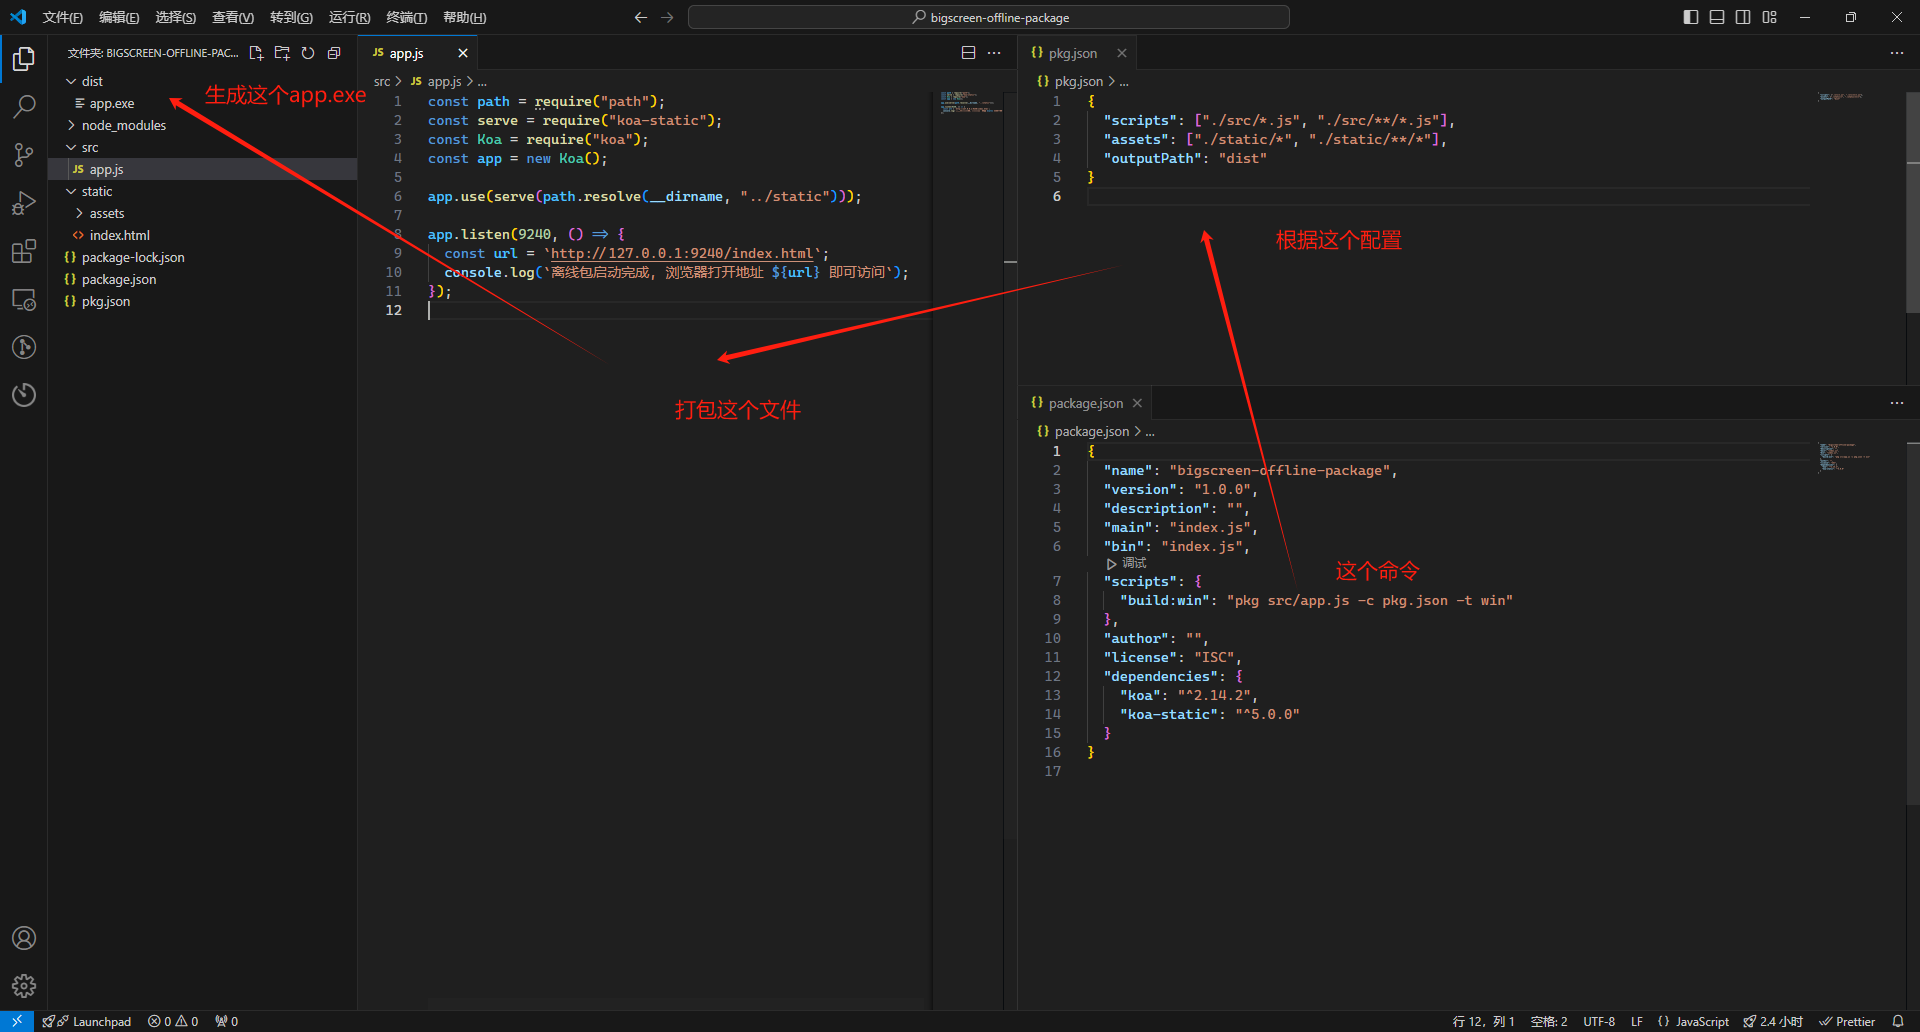 文件(F) 编辑(E) 选择(S) 查看(V) 转到(G) 运行(R) 终端(T) 帮助(H)
bigscreen-offline-package
文件夹: BIGSCREEN-OFFLINE-PAC...
dist
app.exe
node_modules
src
app.js
static
assets
index.html
package-lock.json
package.json
pkg.json
生成这个app.exe
app.js
src > app.js > ...
1 const path = require("path");
2 const serve = require("koa-static");
3 const Koa = require("koa");
4 const app = new Koa();
5
6 app.use(serve(path.resolve(__dirname, "../static")));
7
8 app.listen(9240, () => {
9 const url = `http://127.0.0.1:9240/index.html`;
10 console.log(`离线包启动完成, 浏览器打开地址 ${url} 即可访问`);
11 });
12
打包这个文件
pkg.json
pkg.json > ...
1 {
2 "scripts": ["./src/*.js", "./src/**/*.js"],
3 "assets": ["./static/*", "./static/**/*"],
4 "outputPath": "dist"
5 }
6
根据这个配置
package.json
package.json > ...
1 {
2 "name": "bigscreen-offline-package",
3 "version": "1.0.0",
4 "description": "",
5 "main": "index.js",
6 "bin": "index.js",
调试
7 "scripts": {
8 "build:win": "pkg src/app.js -c pkg.json -t win"
9 },
10 "author": "",
11 "license": "ISC",
12 "dependencies": {
13 "koa": "^2.14.2",
14 "koa-static": "^5.0.0"
15 }
16 }
17
这个命令
Launchpad 0 0 0
行 12, 列 1 空格: 2 UTF-8 LF {} JavaScript 2.4 小时 Prettier